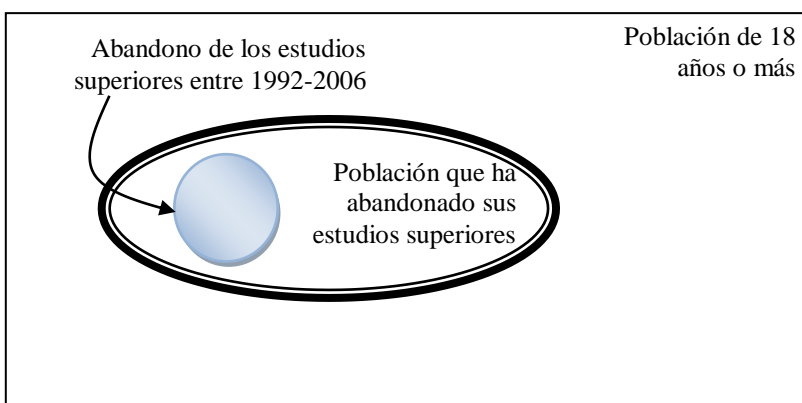 Abandono de los estudios
superiores entre 1992-2006
Población de 18
años o más
Población que ha
abandonado sus
estudios superiores